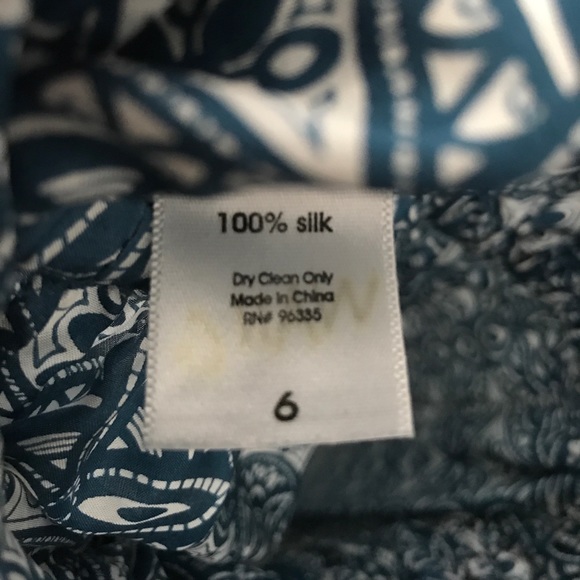 100% silk
Dry Clean Only
Made in China
RN# 96335
6